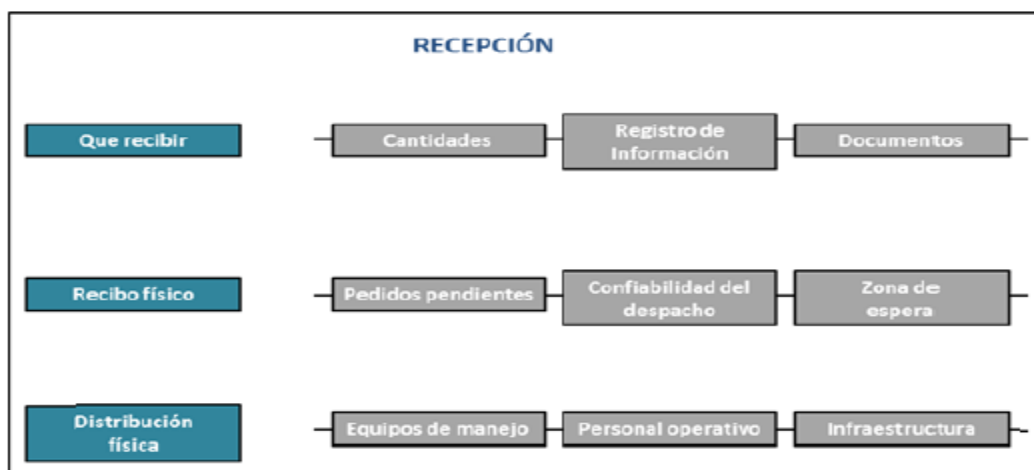 RECEPCIÓN
Que recibir
Cantidades
Registro de
Información
Documentos
Recibo físico
Pedidos pendientes
Confiabilidad del
despacho
Zona de
espera
Distribución
física
Equipos de manejo
Personal operativo
Infraestructura